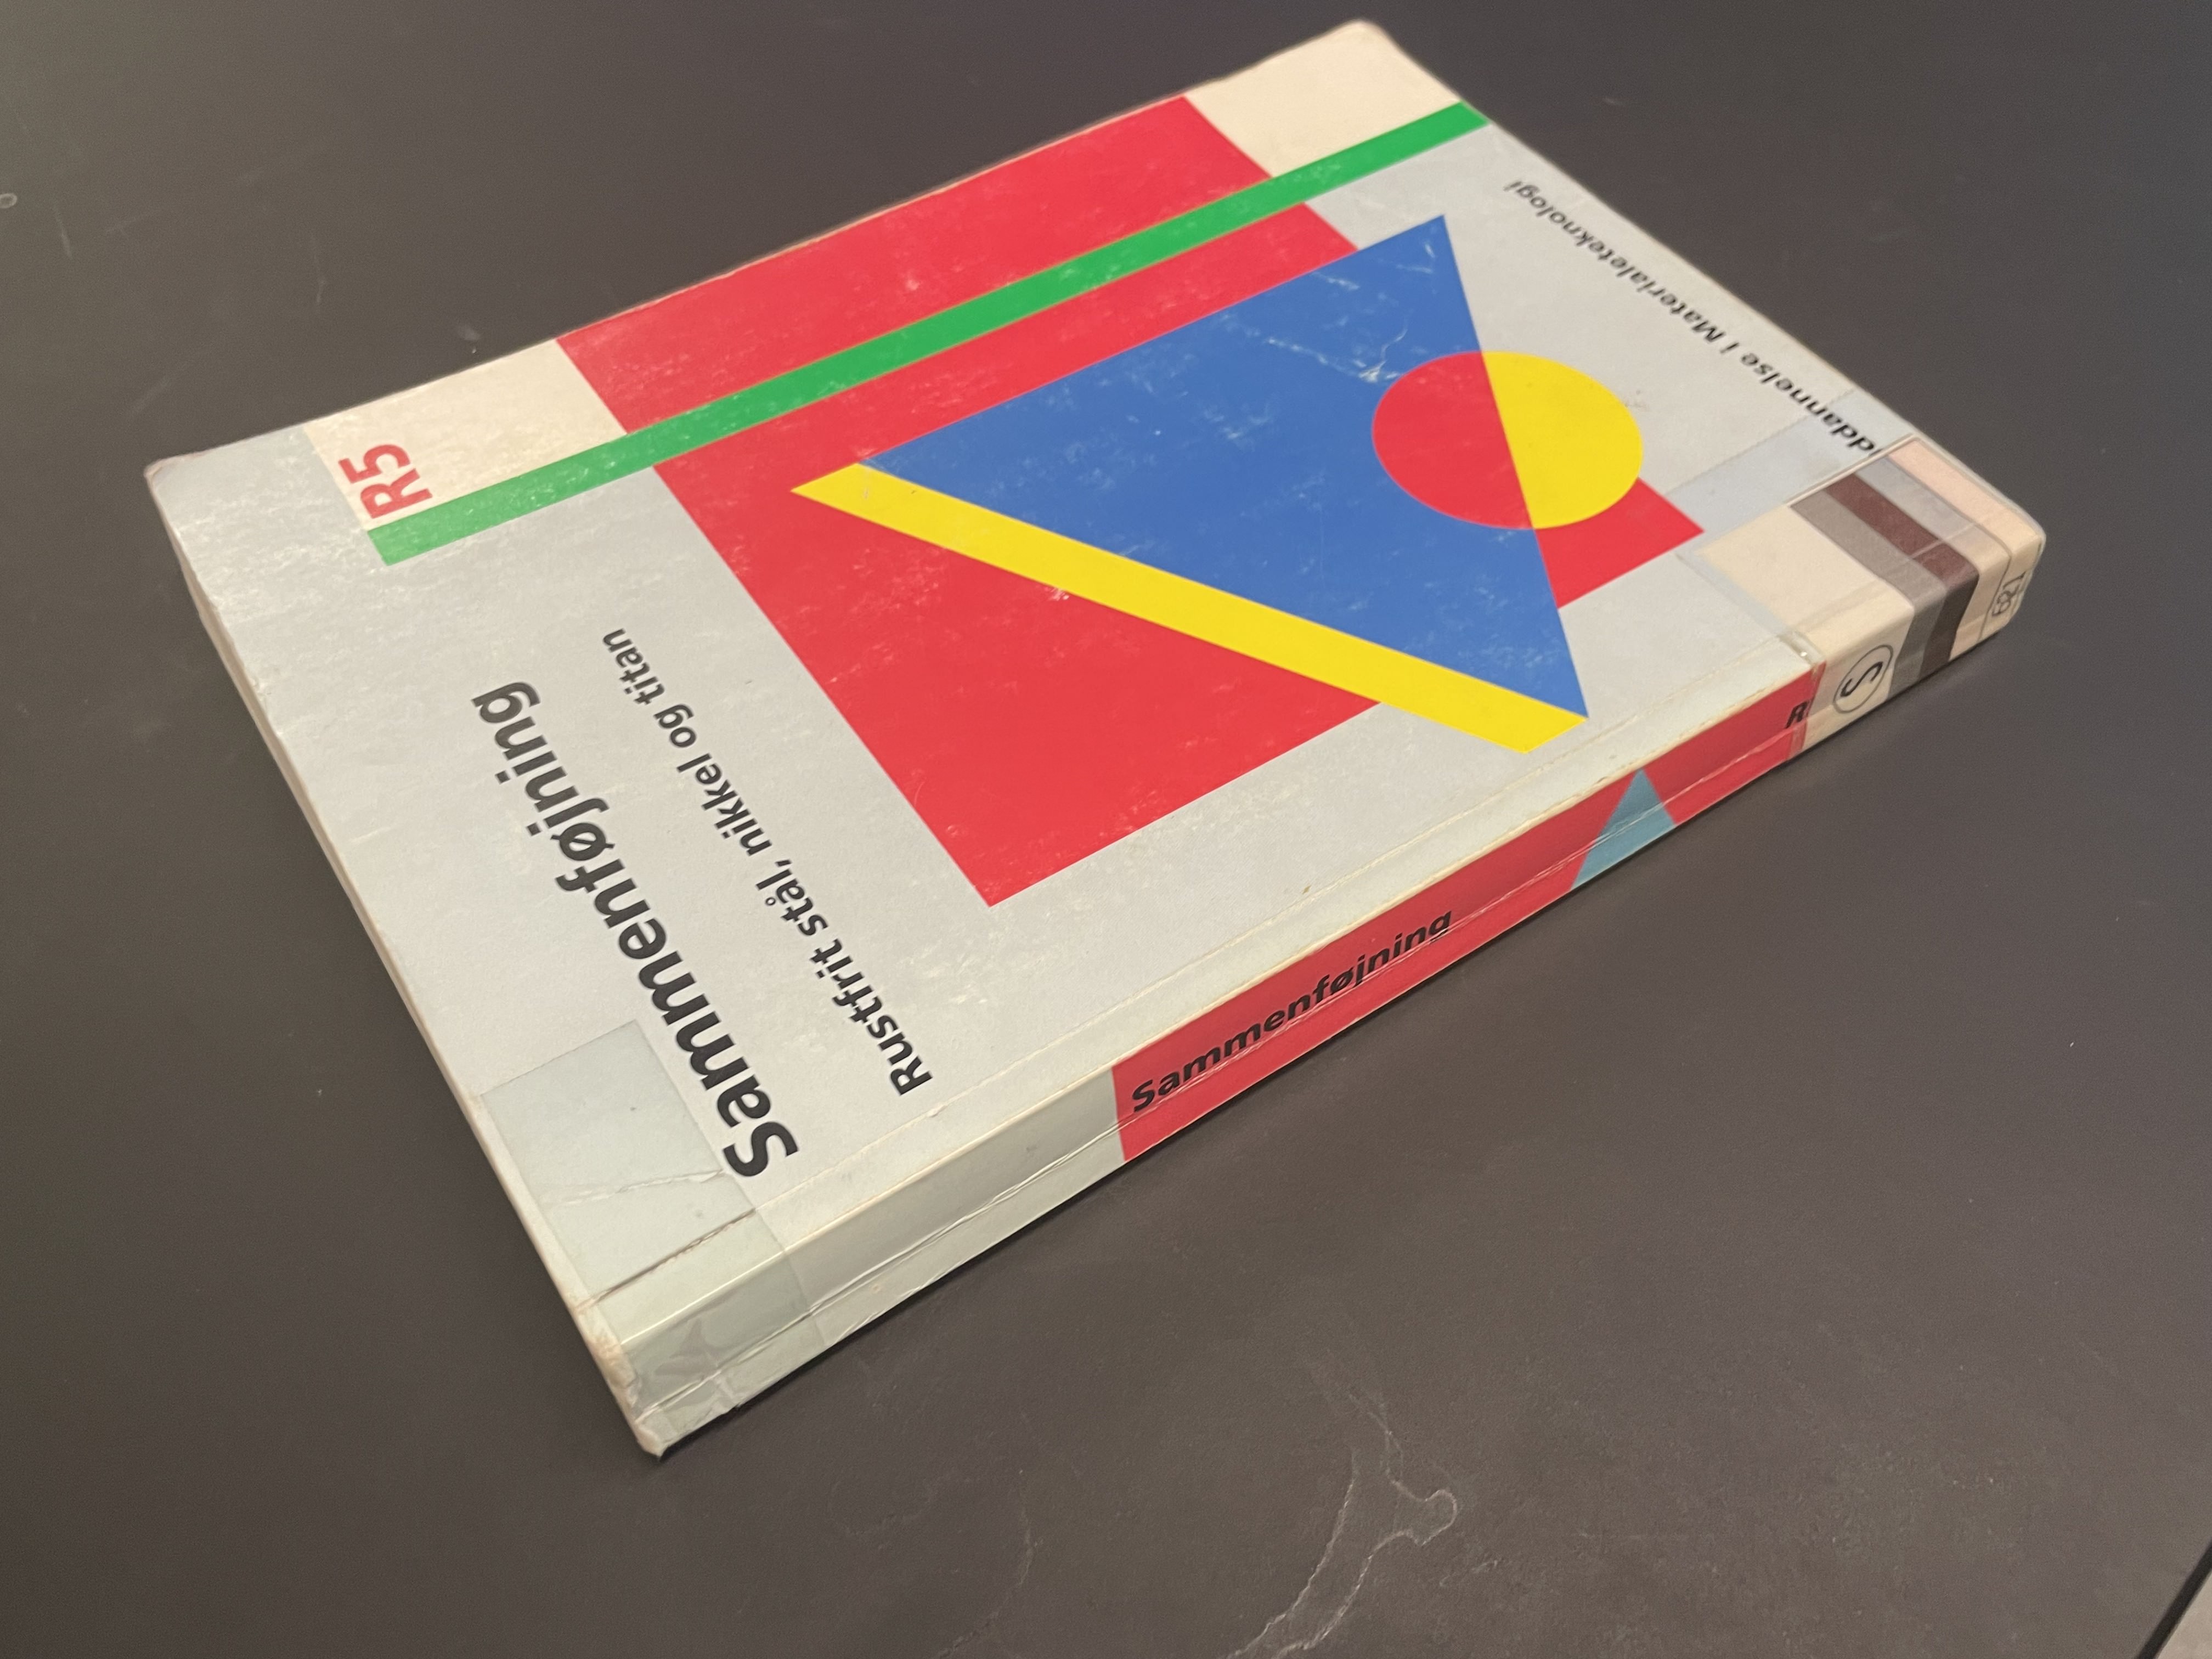 Sammenføjning
Rustfrit stål, nikkel og titan
R5
ddannelse i Materialeteknologi
Sammenføjning
R
S